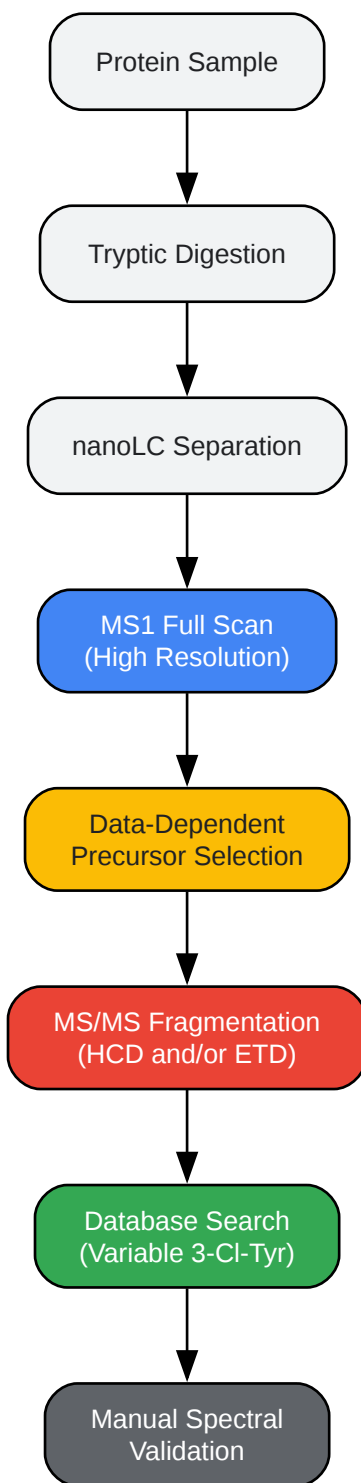 Protein Sample
Tryptic Digestion
nanoLC Separation
MS1 Full Scan
(High Resolution)
Data-Dependent
Precursor Selection
MS/MS Fragmentation
(HCD and/or ETD)
Database Search
(Variable 3-Cl-Tyr)
Manual Spectral
Validation